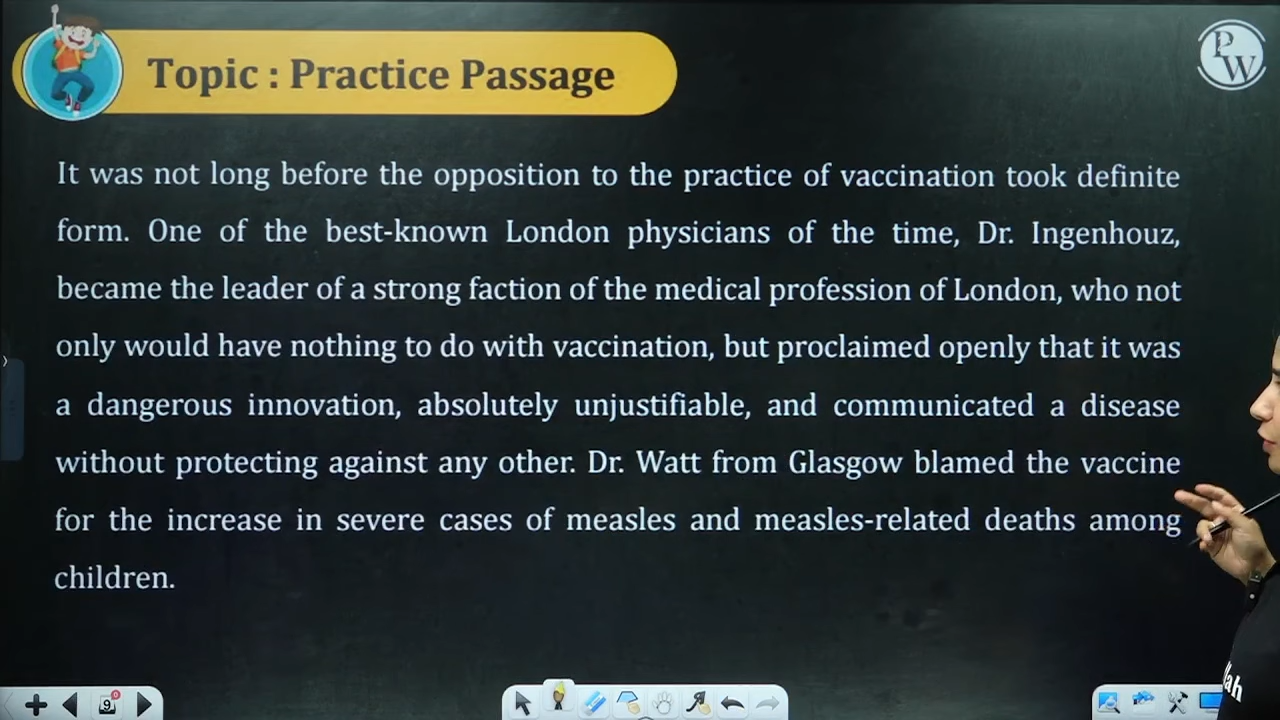 Topic : Practice Passage
PW
It was not long before the opposition to the practice of vaccination took definite
form. One of the best-known London physicians of the time, Dr. Ingenhouz,
became the leader of a strong faction of the medical profession of London, who not
only would have nothing to do with vaccination, but proclaimed openly that it was
a dangerous innovation, absolutely unjustifiable, and communicated a disease
without protecting against any other. Dr. Watt from Glasgow blamed the vaccine
for the increase in severe cases of measles and measles-related deaths among
children.
9
0